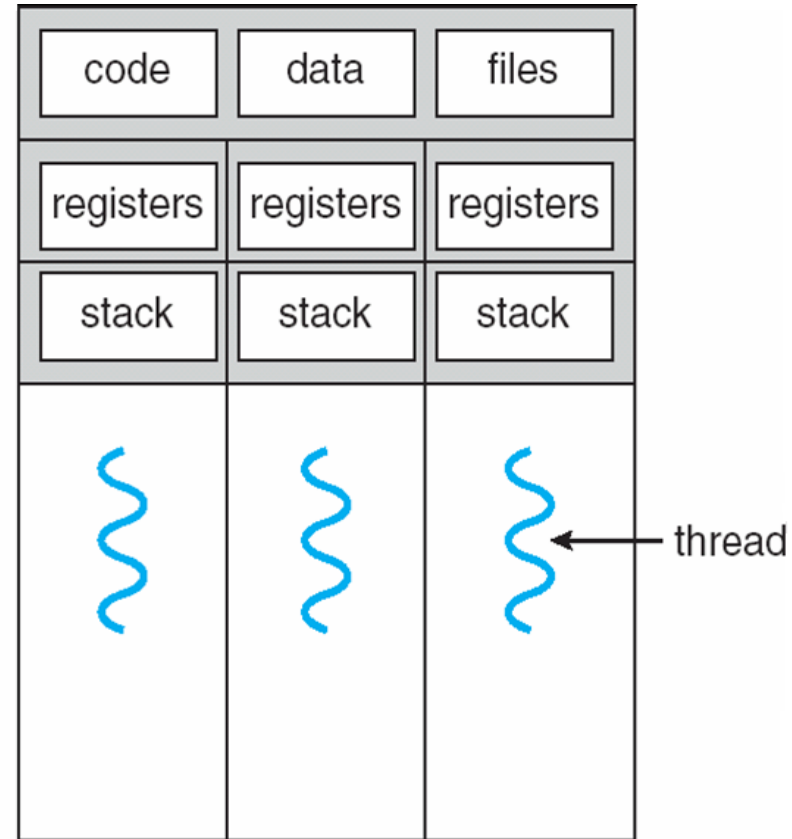 code data files
registers registers registers
stack stack stack
thread